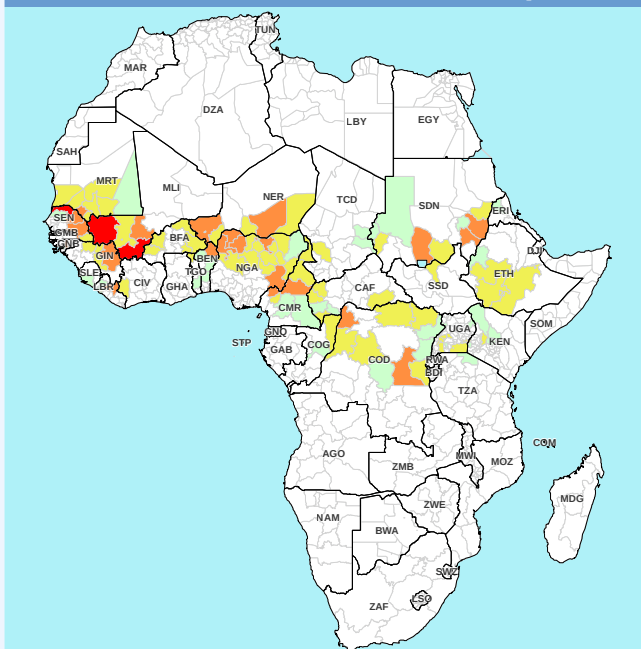 TUN
MAR
DZA
LBY
EGY
SAH
MRT
MLI
NER
TCD
SDN
ERI
SEN
GMB
GNB
BFA
DJI
GIN
BEN
NGA
ETH
SLE
TGO
LBR
CIV
GHA
CAF
SSD
CMR
SOM
GNQ
UGA
STP
COG
KEN
GAB
COD
RWA
BDI
TZA
COM
AGO
MWI
MOZ
ZMB
MDG
ZWE
NAM
BWA
SWZ
LSO
ZAF